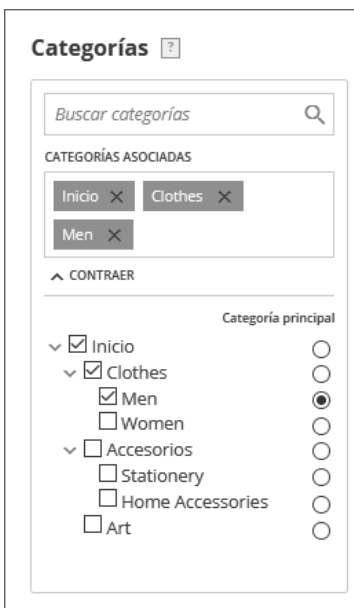 Categorías ?
Buscar categorías
CATEGORÍAS ASOCIADAS
Inicio X Clothes X
Men X
CONTRAER
Categoría principal
Inicio
Clothes
Men
Women
Accesorios
Stationery
Home Accessories
Art